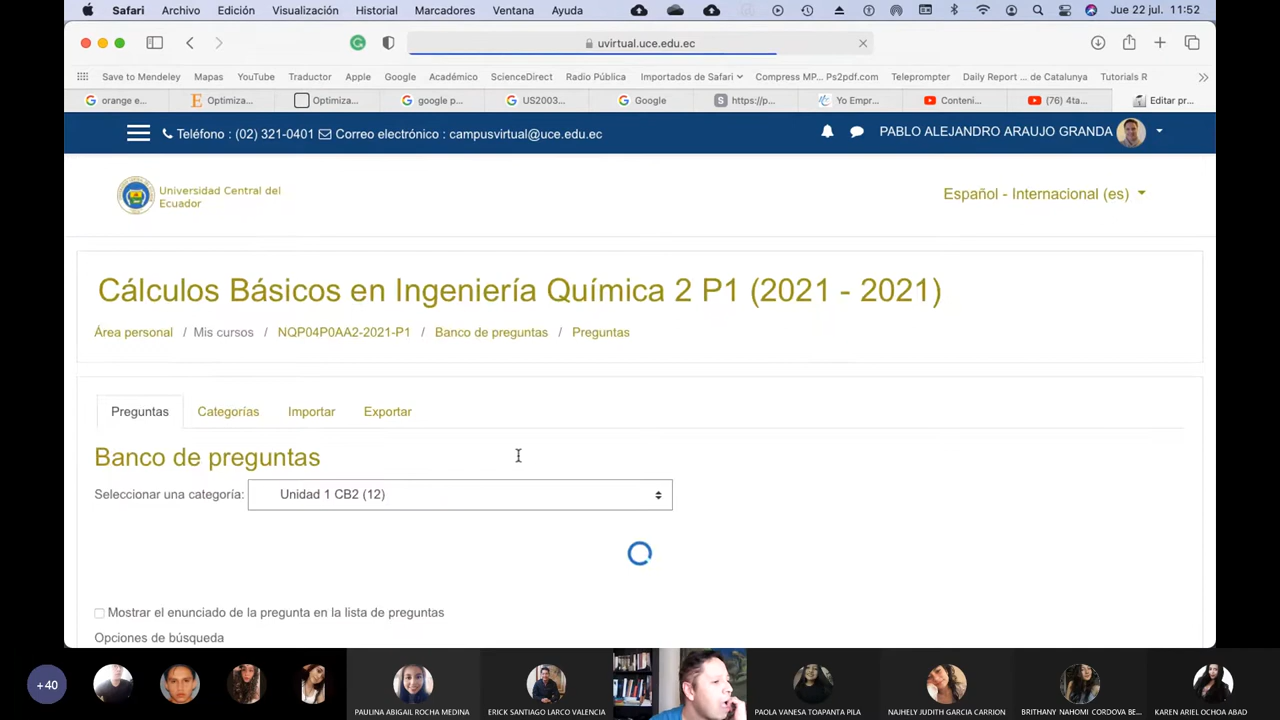 Safari Archivo Edición Visualización Historial Marcadores Ventana Ayuda Jue 22 jul. 11:52
uvirtual.uce.edu.ec
Save to Mendeley Mapas YouTube Traductor Apple Google Académico ScienceDirect Radio Pública Importados de Safari Compress MP... Ps2pdf.com Teleprompter Daily Report ... de Catalunya Tutorials R
orange e... Optimiza... Optimiza... google p... US2003... Google https://p... Yo Empr... Contení... (76) 4ta... Editar pr...
Teléfono : (02) 321-0401 Correo electrónico : campusvirtual@uce.edu.ec PABLO ALEJANDRO ARAUJO GRANDA
Universidad Central del
Ecuador
Español - Internacional (es)
Cálculos Básicos en Ingeniería Química 2 P1 (2021 - 2021)
Área personal / Mis cursos / NQP04P0AA2-2021-P1 / Banco de preguntas / Preguntas
Preguntas Categorías Importar Exportar
Banco de preguntas
Seleccionar una categoría: Unidad 1 CB2 (12)
Mostrar el enunciado de la pregunta en la lista de preguntas
Opciones de búsqueda
+40 PAULINA ABIGAIL ROCHA MEDINA ERICK SANTIAGO LARCO VALENCIA PAOLA VANESA TOAPANTA PILA NAJHELY JUDITH GARCIA CARRION BRITHANY NAHOMI CORDOVA BE... KAREN ARIEL OCHOA ABAD